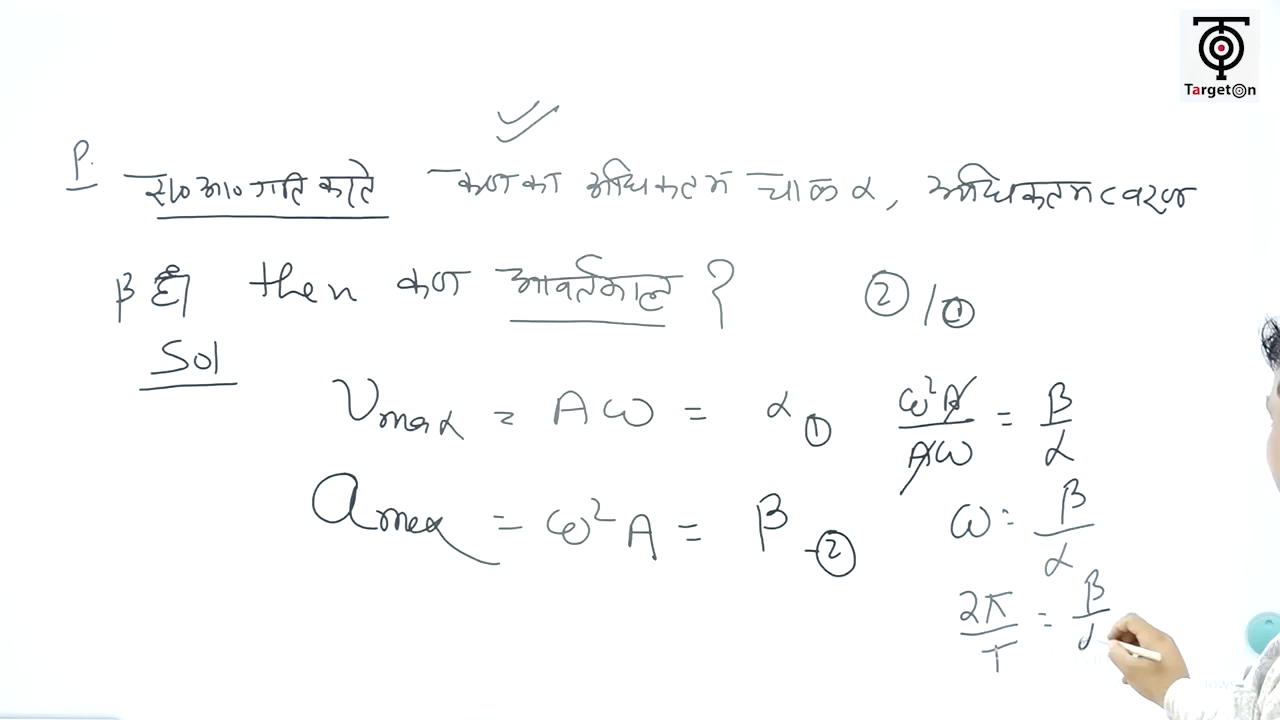 TargetOn
P. स०आ० गति करते कण का अधिकतम चाल α, अधिकतम त्वरण
β है। then कण आवर्तकाल ?
② / ①
Sol
Vmax = Aω = α ①
amax = ω²A = β -②
ω²A / Aω = β / α
ω = β / α
2π / T = β / α